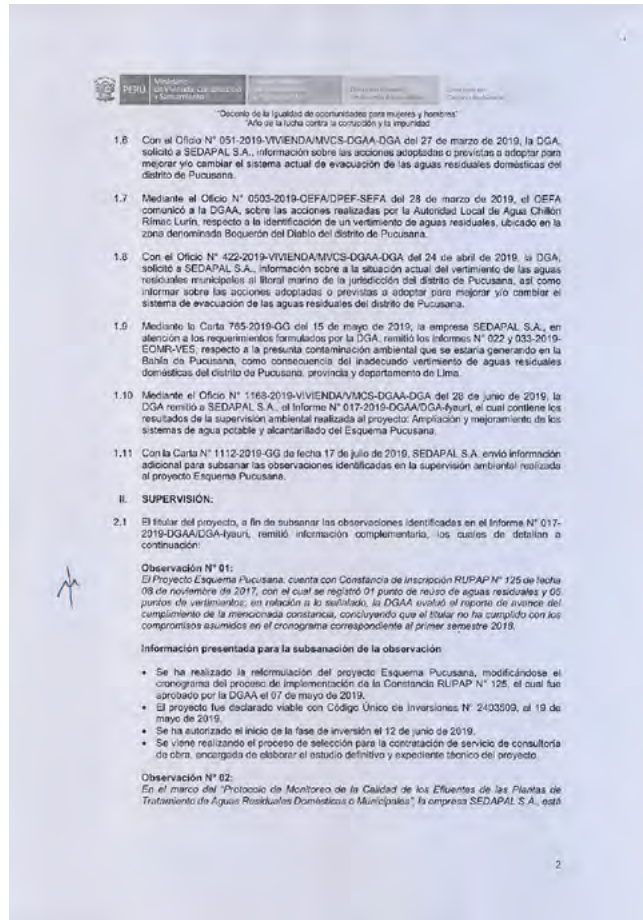 PERÚ Ministerio de Vivienda, Construcción y Saneamiento
"Decenio de la Igualdad de oportunidades para mujeres y hombres"
"Año de la lucha contra la corrupción y la impunidad
1.6 Con el Oficio N° 051-2019-VIVIENDA/MVCS-DGAA-DGA del 27 de marzo de 2019, la DGA,
solicitó a SEDAPAL S.A., información sobre las acciones adoptadas o previstas a adoptar para
mejorar y/o cambiar el sistema actual de evacuación de las aguas residuales domésticas del
distrito de Pucusana.
1.7 Mediante el Oficio N° 0503-2019-OEFA/DPEF-SEFA del 28 de marzo de 2019, el OEFA
comunicó a la DGAA, sobre las acciones realizadas por la Autoridad Local de Agua Chillón
Rímac Lurín, respecto a la identificación de un vertimiento de aguas residuales, ubicado en la
zona denominada Boquerón del Diablo del distrito de Pucusana.
1.8 Con el Oficio N° 422-2019-VIVIENDA/MVCS-DGAA-DGA del 24 de abril de 2019, la DGA,
solicitó a SEDAPAL S.A., información sobre a la situación actual del vertimiento de las aguas
residuales municipales al litoral marino de la jurisdicción del distrito de Pucusana, así como
informar sobre las acciones adoptadas o previstas a adoptar para mejorar y/o cambiar el
sistema de evacuación de las aguas residuales del distrito de Pucusana.
1.9 Mediante la Carta 765-2019-GG del 15 de mayo de 2019, la empresa SEDAPAL S.A., en
atención a los requerimientos formulados por la DGA, remitió los informes N° 022 y 033-2019-
EOMR-VES, respecto a la presunta contaminación ambiental que se estaría generando en la
Bahía de Pucusana, como consecuencia del inadecuado vertimiento de aguas residuales
domésticas del distrito de Pucusana, provincia y departamento de Lima.
1.10 Mediante el Oficio N° 1168-2019-VIVIENDA/VMCS-DGAA-DGA del 28 de junio de 2019, la
DGA remitió a SEDAPAL S.A., el Informe N° 017-2019-DGAA/DGA-fyauri, el cual contiene los
resultados de la supervisión ambiental realizada al proyecto: Ampliación y mejoramiento de los
sistemas de agua potable y alcantarillado del Esquema Pucusana.
1.11 Con la Carta N° 1112-2019-GG de fecha 17 de julio de 2019, SEDAPAL S.A. envió información
adicional para subsanar las observaciones identificadas en la supervisión ambiental realizada
al proyecto Esquema Pucusana.
II. SUPERVISIÓN:
2.1 El titular del proyecto, a fin de subsanar las observaciones identificadas en el Informe N° 017-
2019-DGAA/DGA-fyauri, remitió información complementaria, los cuales de detallan a
continuación:
Observación N° 01:
El Proyecto Esquema Pucusana, cuenta con Constancia de inscripción RUPAP N° 125 de fecha
08 de noviembre de 2017, con el cual se registró 01 punto de reúso de aguas residuales y 05
puntos de vertimientos; en relación a lo señalado, la DGAA evaluó el reporte de avance del
cumplimiento de la mencionada constancia, concluyendo que el titular no ha cumplido con los
compromisos asumidos en el cronograma correspondiente al primer semestre 2018.
Información presentada para la subsanación de la observación
• Se ha realizado la reformulación del proyecto Esquema Pucusana, modificándose el
cronograma del proceso de implementación de la Constancia RUPAP N° 125, el cual fue
aprobado por la DGAA el 07 de mayo de 2019.
• El proyecto fue declarado viable con Código Único de Inversiones N° 2403509, el 19 de
mayo de 2019.
• Se ha autorizado el inicio de la fase de inversión el 12 de junio de 2019.
• Se viene realizando el proceso de selección para la contratación de servicio de consultoría
de obra, encargada de elaborar el estudio definitivo y expediente técnico del proyecto.
Observación N° 02:
En el marco del "Protocolo de Monitoreo de la Calidad de los Efluentes de las Plantas de
Tratamiento de Aguas Residuales Domésticas o Municipales", la empresa SEDAPAL S.A., está
2